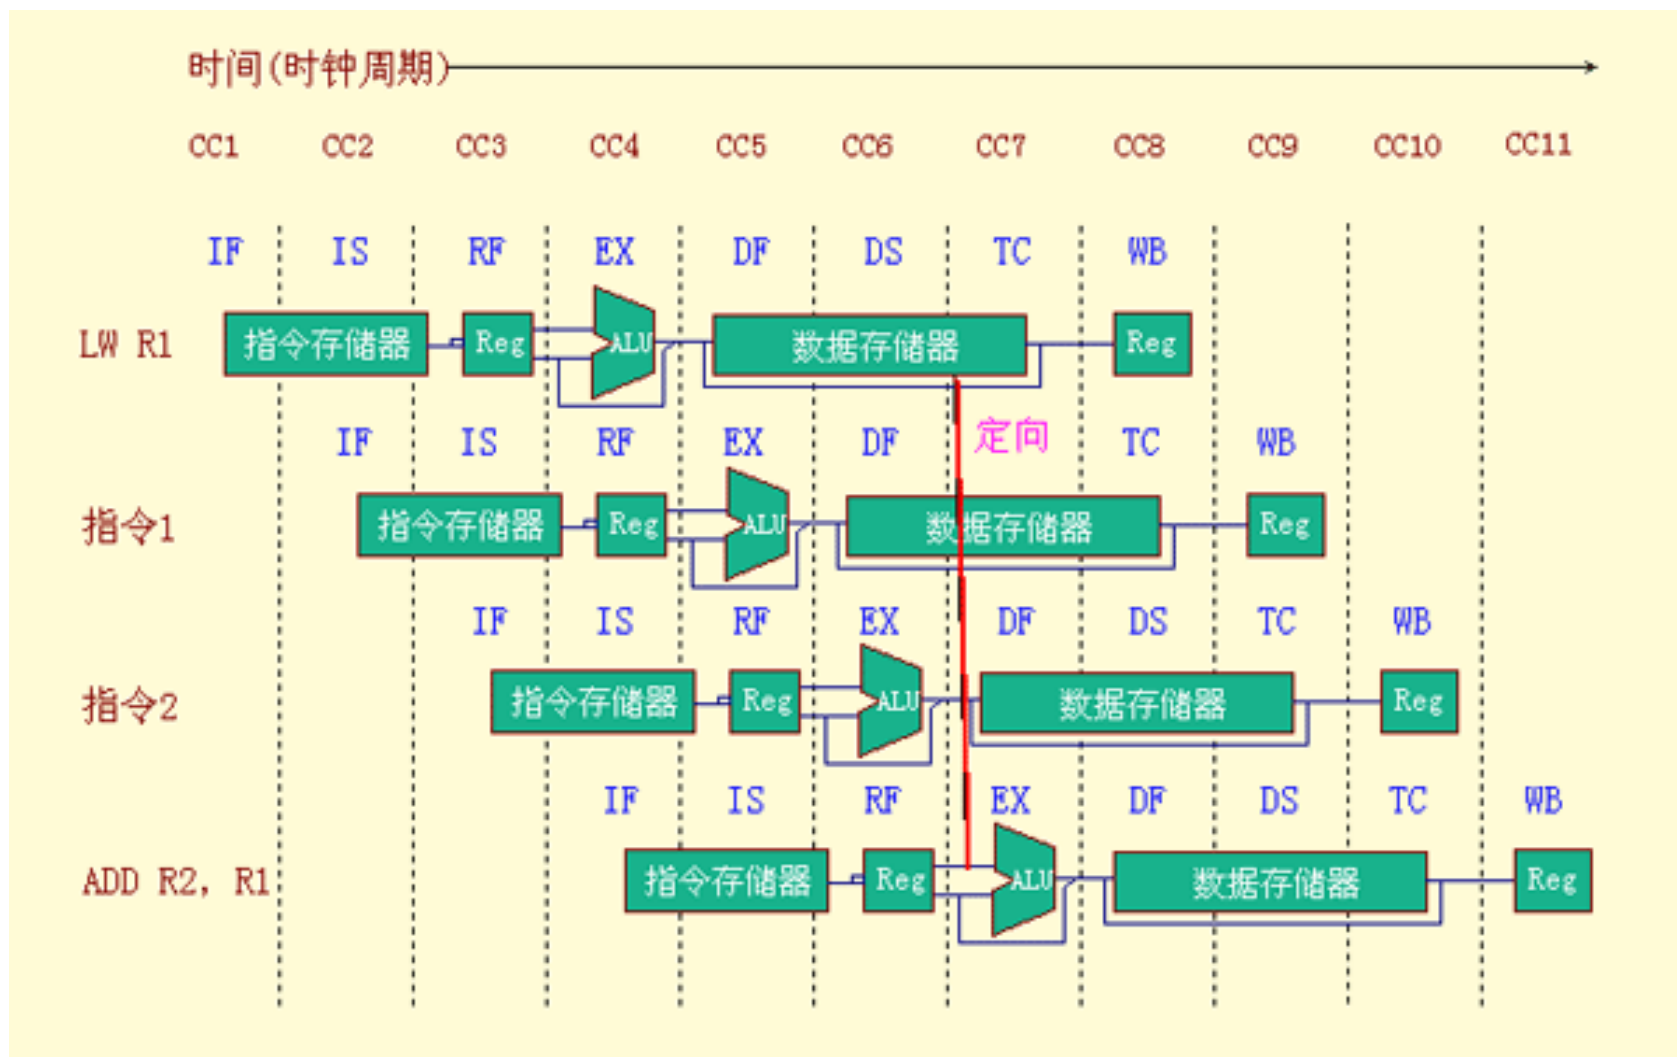 时间(时钟周期)
CC1 CC2 CC3 CC4 CC5 CC6 CC7 CC8 CC9 CC10 CC11
IF IS RF EX DF DS TC WB
LW R1 指令存储器 Reg ALU 数据存储器 Reg
IF IS RF EX DF 定向 TC WB
指令1 指令存储器 Reg ALU 数据存储器 Reg
IF IS RF EX DF DS TC WB
指令2 指令存储器 Reg ALU 数据存储器 Reg
IF IS RF EX DF DS TC WB
ADD R2, R1 指令存储器 Reg ALU 数据存储器 Reg